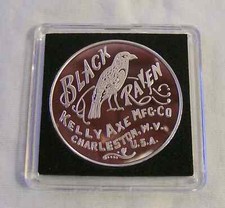 BLACK
RAVEN
KELLY AXE MFG. CO
CHARLESTON, W.V.
U.S.A.